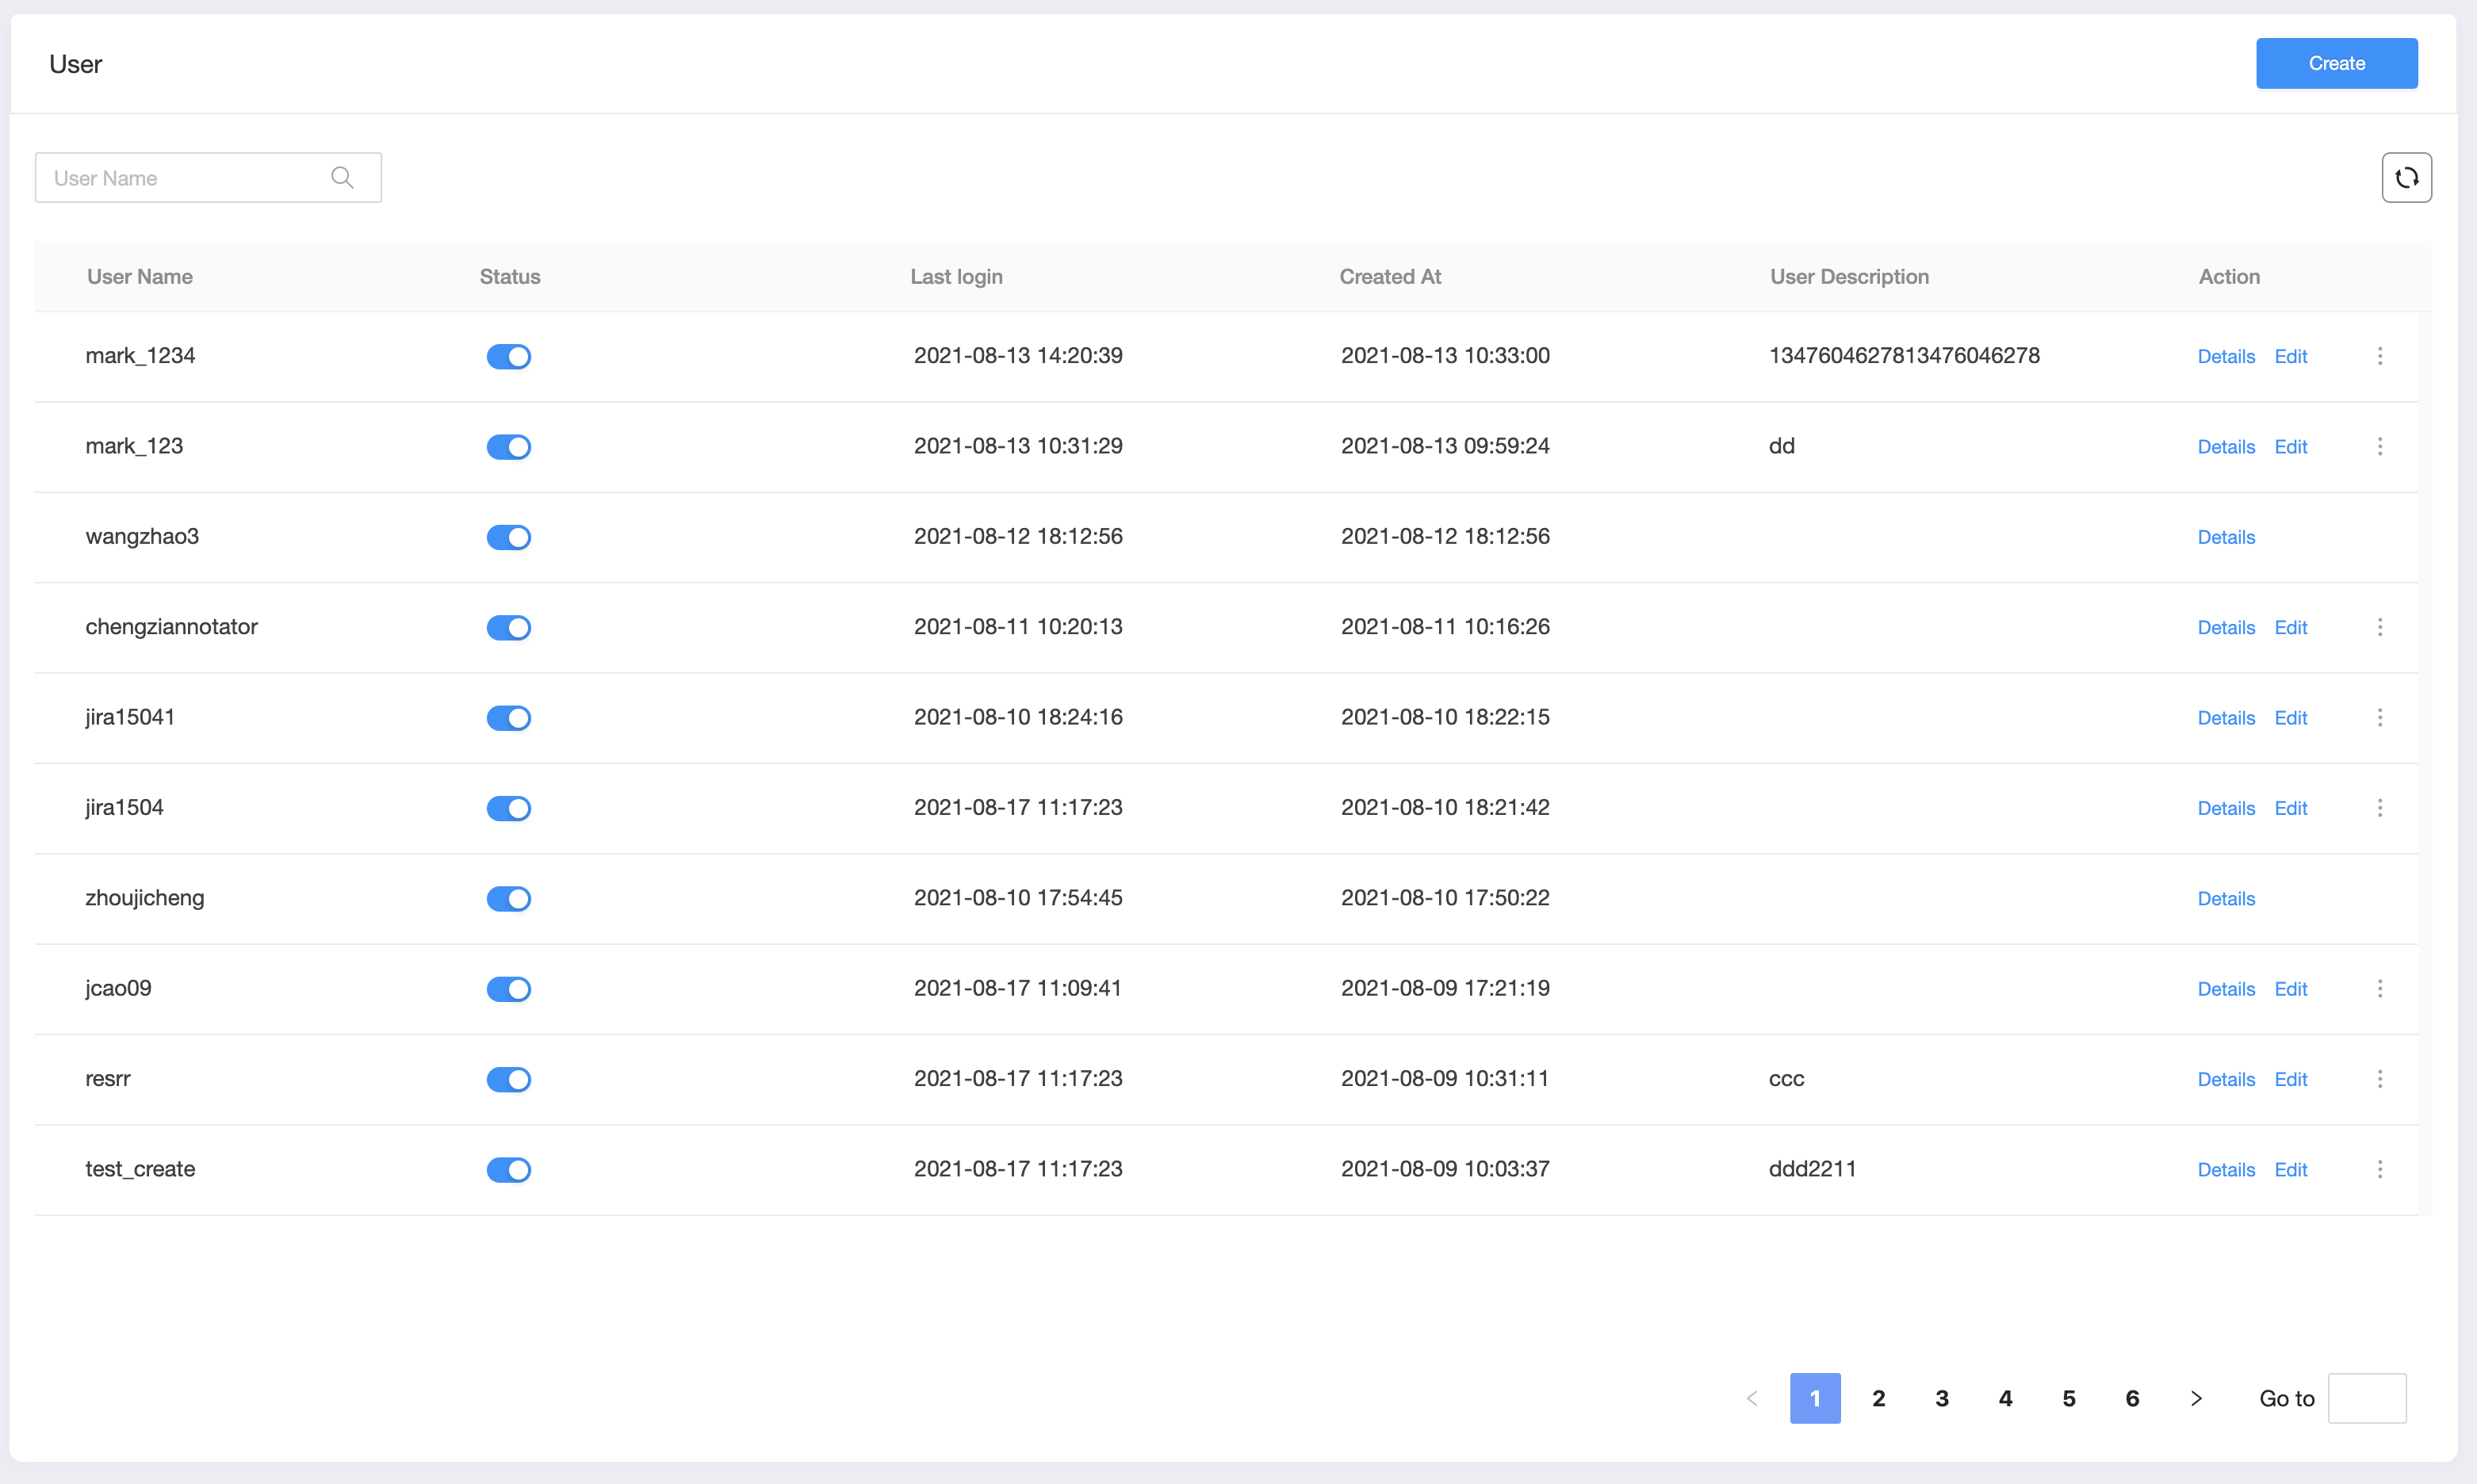 User
Create
User Name
User Name Status Last login Created At User Description Action
mark_1234 2021-08-13 14:20:39 2021-08-13 10:33:00 1347604627813476046278 Details Edit
mark_123 2021-08-13 10:31:29 2021-08-13 09:59:24 dd Details Edit
wangzhao3 2021-08-12 18:12:56 2021-08-12 18:12:56 Details
chengziannotator 2021-08-11 10:20:13 2021-08-11 10:16:26 Details Edit
jira15041 2021-08-10 18:24:16 2021-08-10 18:22:15 Details Edit
jira1504 2021-08-17 11:17:23 2021-08-10 18:21:42 Details Edit
zhoujicheng 2021-08-10 17:54:45 2021-08-10 17:50:22 Details
jcao09 2021-08-17 11:09:41 2021-08-09 17:21:19 Details Edit
resrr 2021-08-17 11:17:23 2021-08-09 10:31:11 ccc Details Edit
test_create 2021-08-17 11:17:23 2021-08-09 10:03:37 ddd2211 Details Edit
< 1 2 3 4 5 6 > Go to